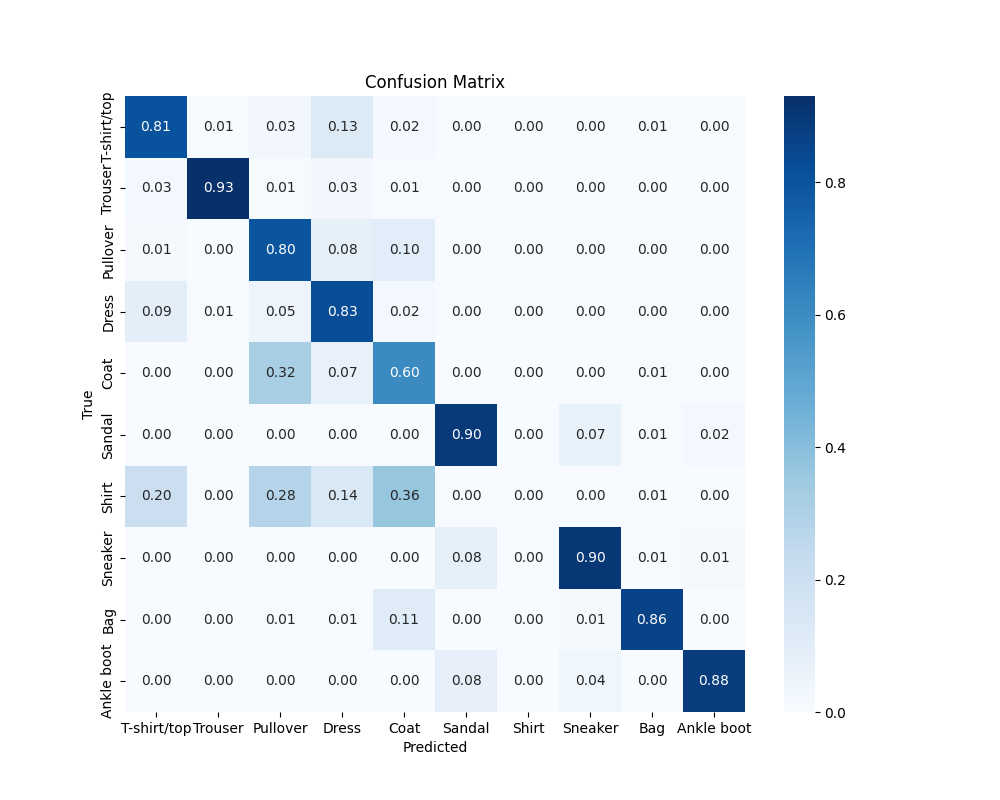 Confusion Matrix
T-shirt/top 0.81 0.01 0.03 0.13 0.02 0.00 0.00 0.00 0.01 0.00
Trouser 0.03 0.93 0.01 0.03 0.01 0.00 0.00 0.00 0.00 0.00
Pullover 0.01 0.00 0.80 0.08 0.10 0.00 0.00 0.00 0.00 0.00
Dress 0.09 0.01 0.05 0.83 0.02 0.00 0.00 0.00 0.00 0.00
Coat 0.00 0.00 0.32 0.07 0.60 0.00 0.00 0.00 0.01 0.00
Sandal 0.00 0.00 0.00 0.00 0.00 0.90 0.00 0.07 0.01 0.02
Shirt 0.20 0.00 0.28 0.14 0.36 0.00 0.00 0.00 0.01 0.00
Sneaker 0.00 0.00 0.00 0.00 0.00 0.08 0.00 0.90 0.01 0.01
Bag 0.00 0.00 0.01 0.01 0.11 0.00 0.00 0.01 0.86 0.00
Ankle boot 0.00 0.00 0.00 0.00 0.00 0.08 0.00 0.04 0.00 0.88
True
T-shirt/top Trouser Pullover Dress Coat Sandal Shirt Sneaker Bag Ankle boot
Predicted
0.8
0.6
0.4
0.2
0.0